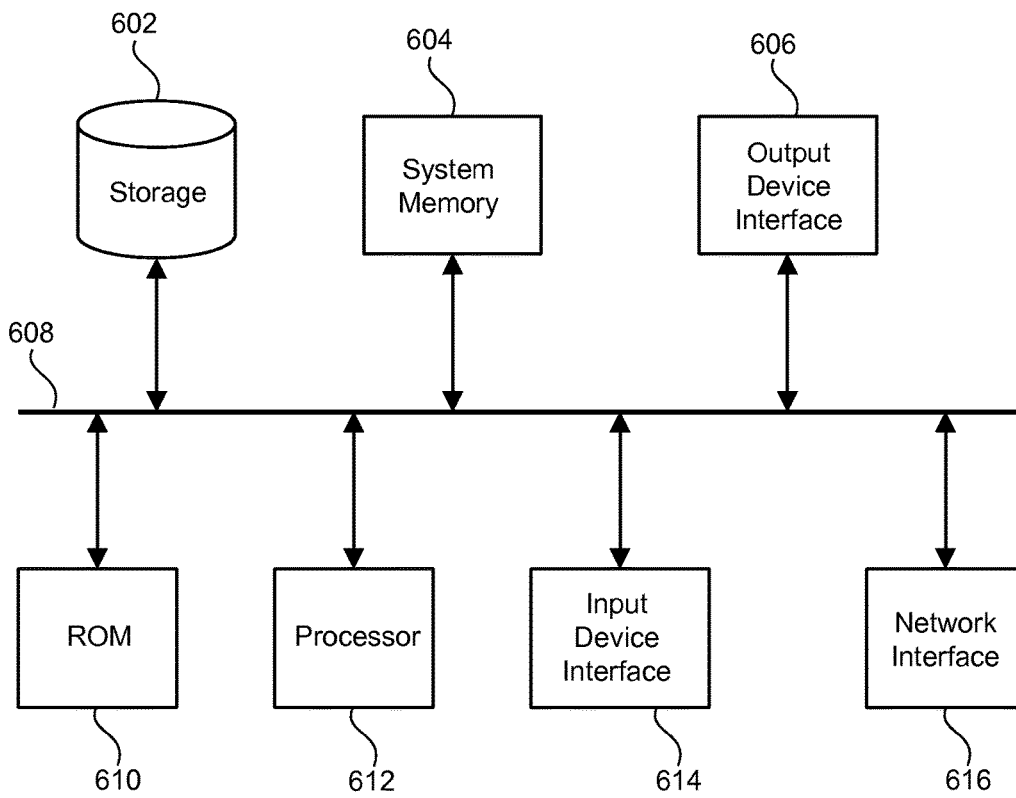 602
604
606
Storage
System
Memory
Output
Device
Interface
608
ROM
Processor
Input
Device
Interface
Network
Interface
610
612
614
616